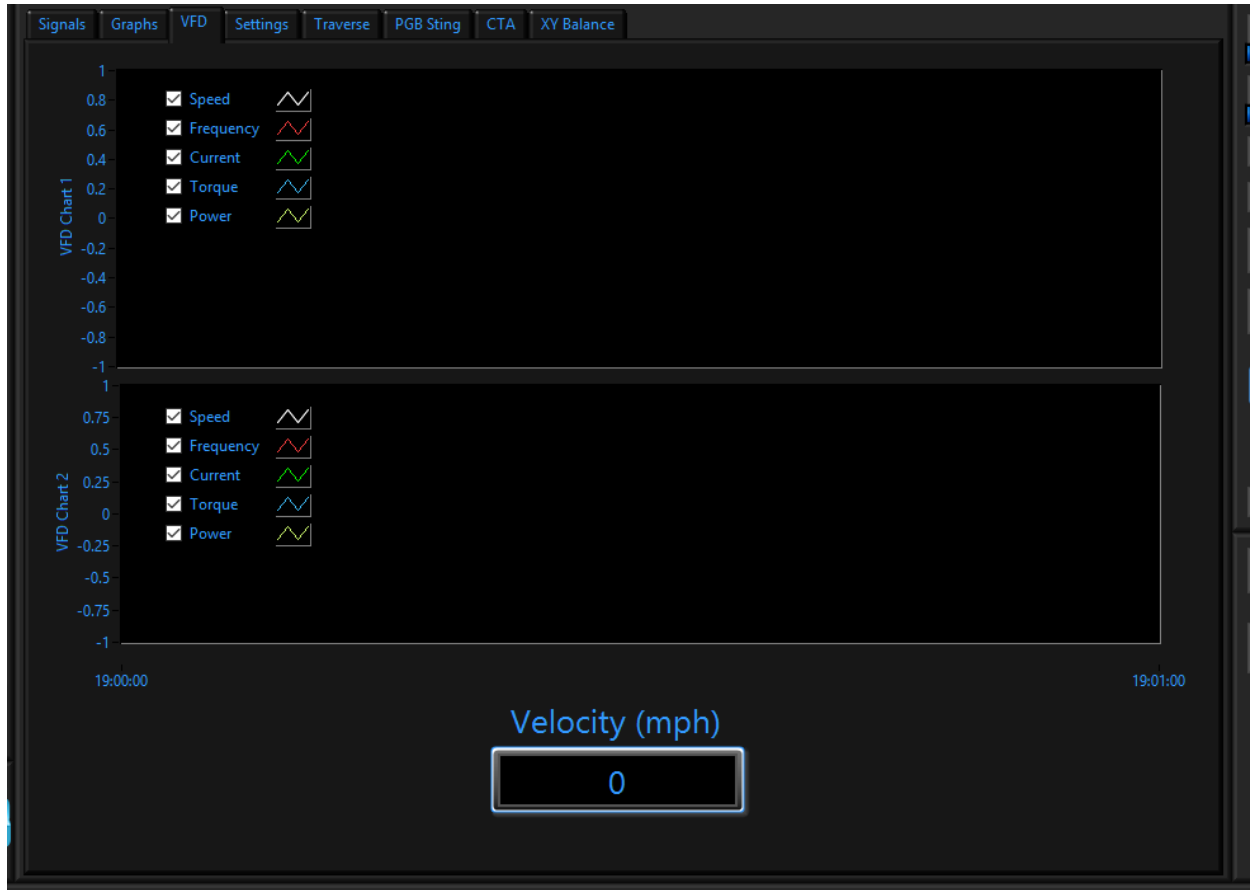 Signals Graphs VFD Settings Traverse PGB Sting CTA XY Balance
VFD Chart 1
1
0.8
0.6
0.4
0.2
0
-0.2
-0.4
-0.6
-0.8
-1
Speed
Frequency
Current
Torque
Power
VFD Chart 2
1
0.75
0.5
0.25
0
-0.25
-0.5
-0.75
-1
Speed
Frequency
Current
Torque
Power
19:00:00 19:01:00
Velocity (mph)
0